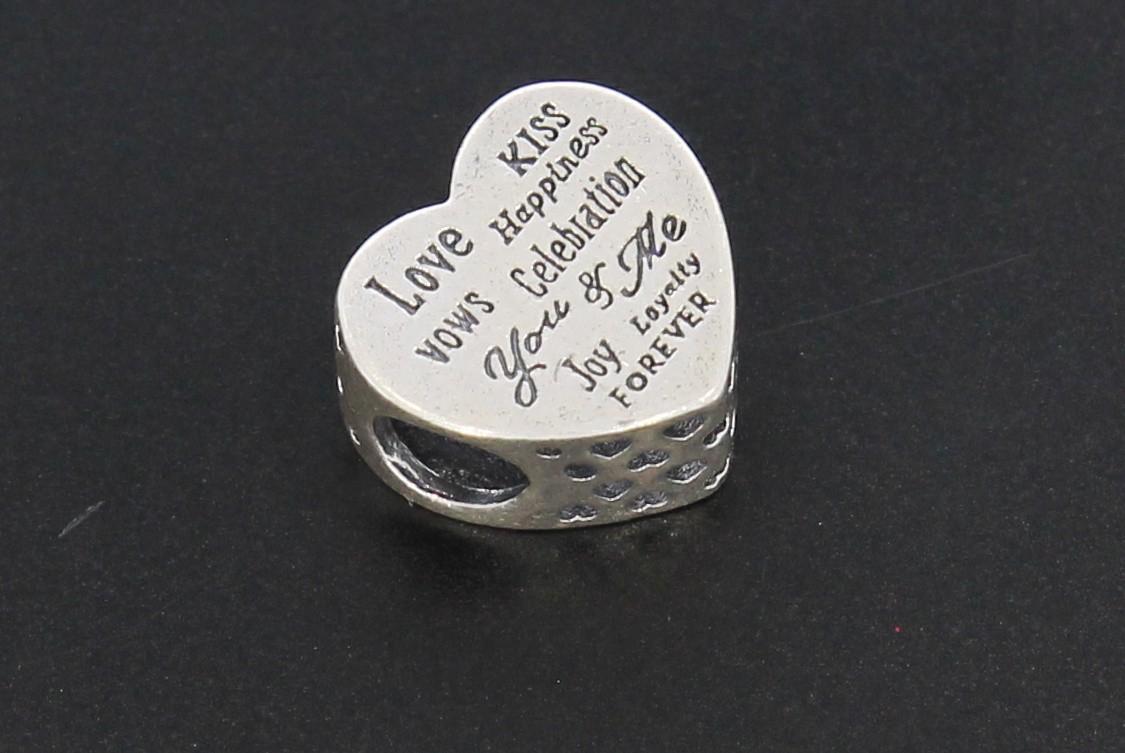 Love KISS
vows Happiness
Celebration
You & Me
Joy Loyalty
FOREVER